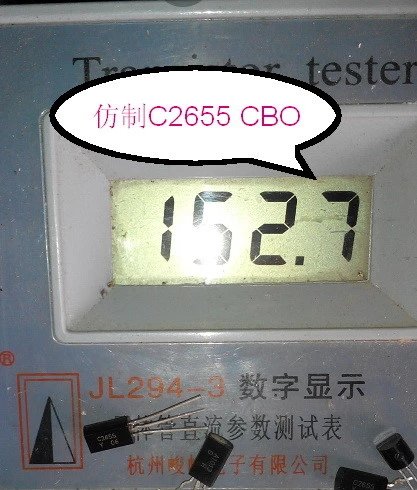 Transistor tester
仿制C2655 CBO
152.7
®
JL294-3 数字显示
直流参数测试表
杭州
电子有限公司
C2655